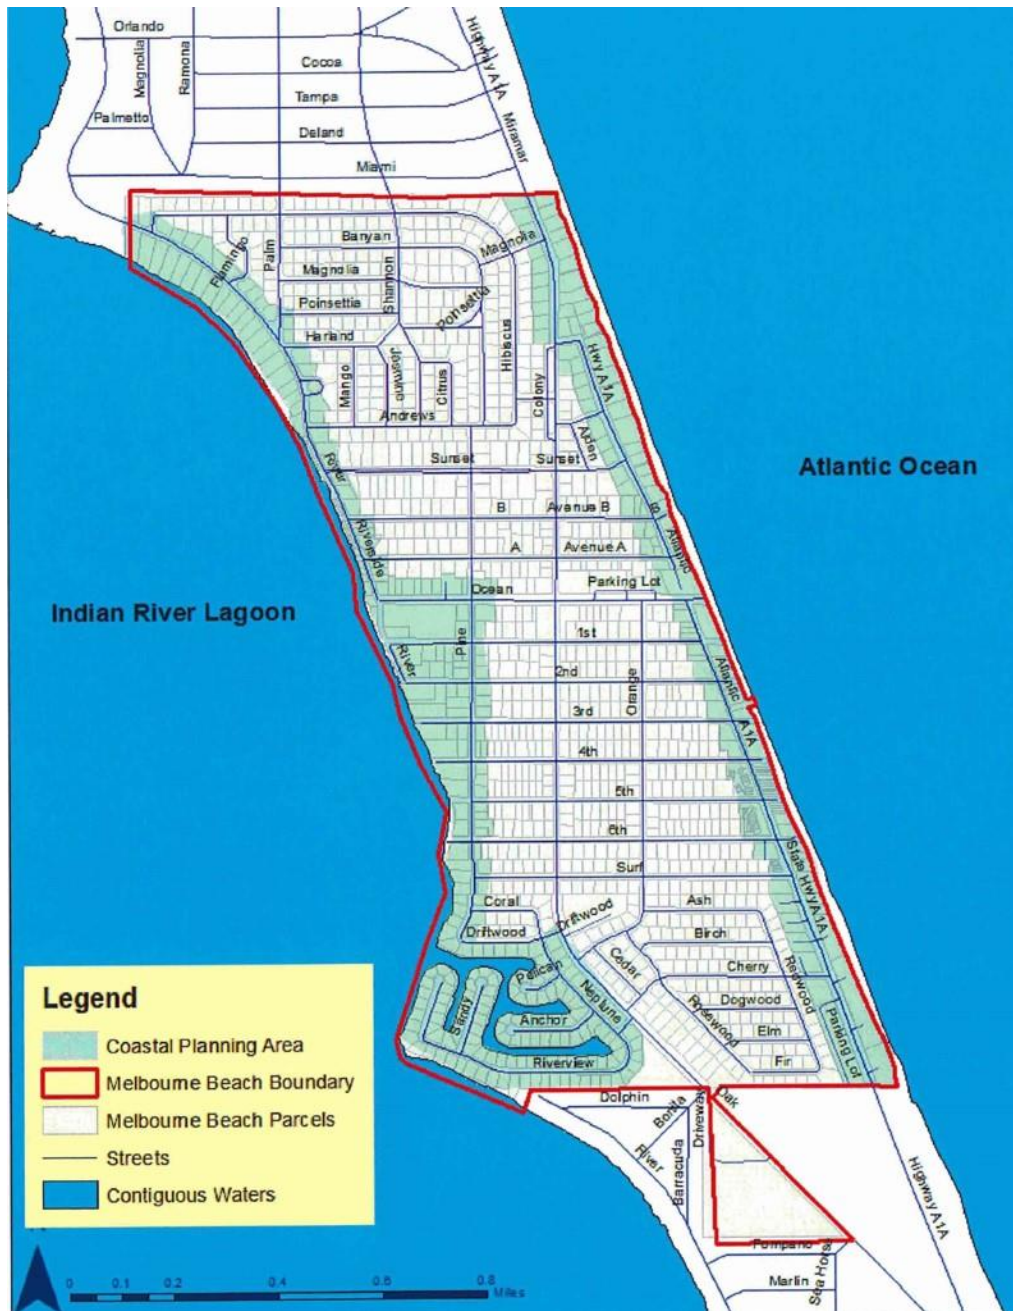 Orlando
Highway A1A
Magnolia
Ramona
Cocoa
Tampa
Palmetto
Deland
Miramar
Miami
Banyan
Magnolia
Flamingo
Palm
Magnolia
Shannon
Poinsettia
Poinsettia
Harland
Hibiscus
Hwy A1A
Mango
Jasmine
Citrus
Colony
Andrews
Alden
River
Sunset
Sunset
Atlantic Ocean
B
Avenue B
S
Riverside
A
Avenue A
Atlantic
Ocean
Parking Lot
Indian River Lagoon
Pine
1st
River
2nd
Orange
Atlantic
3rd
A1A
4th
5th
6th
State Hwy A1A
Surf
Coral
Ash
Driftwood
Driftwood
Birch
Pelican
Cedar
Cherry
Redwood
Sandy
Neptune
Dogwood
Anchor
Rosewood
Elm
Parking Lot
Riverview
Fir
Legend
Coastal Planning Area
Melbourne Beach Boundary
Melbourne Beach Parcels
Streets
Contiguous Waters
Dolphin
Bonita
Driveway
Oak
River
Barracuda
Highway A1A
Pompano
Sea Horse
Marlin
0 0.1 0.2 0.4 0.6 0.8
Miles